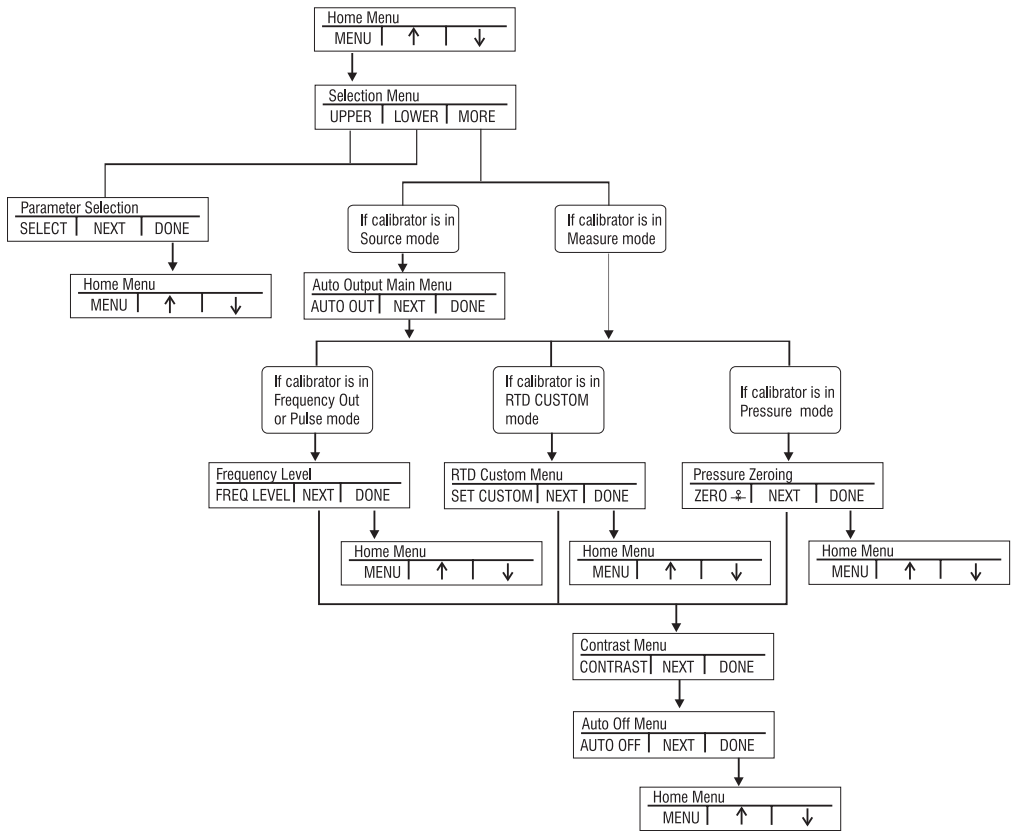 Home Menu
MENU ↑ ↓
Selection Menu
UPPER LOWER MORE
Parameter Selection
SELECT NEXT DONE
Home Menu
MENU ↑ ↓
If calibrator is in
Source mode
If calibrator is in
Measure mode
Auto Output Main Menu
AUTO OUT NEXT DONE
If calibrator is in
Frequency Out
or Pulse mode
If calibrator is in
RTD CUSTOM
mode
If calibrator is in
Pressure mode
Frequency Level
FREQ LEVEL NEXT DONE
RTD Custom Menu
SET CUSTOM NEXT DONE
Pressure Zeroing
ZERO NEXT DONE
Home Menu
MENU ↑ ↓
Home Menu
MENU ↑ ↓
Home Menu
MENU ↑ ↓
Contrast Menu
CONTRAST NEXT DONE
Auto Off Menu
AUTO OFF NEXT DONE
Home Menu
MENU ↑ ↓